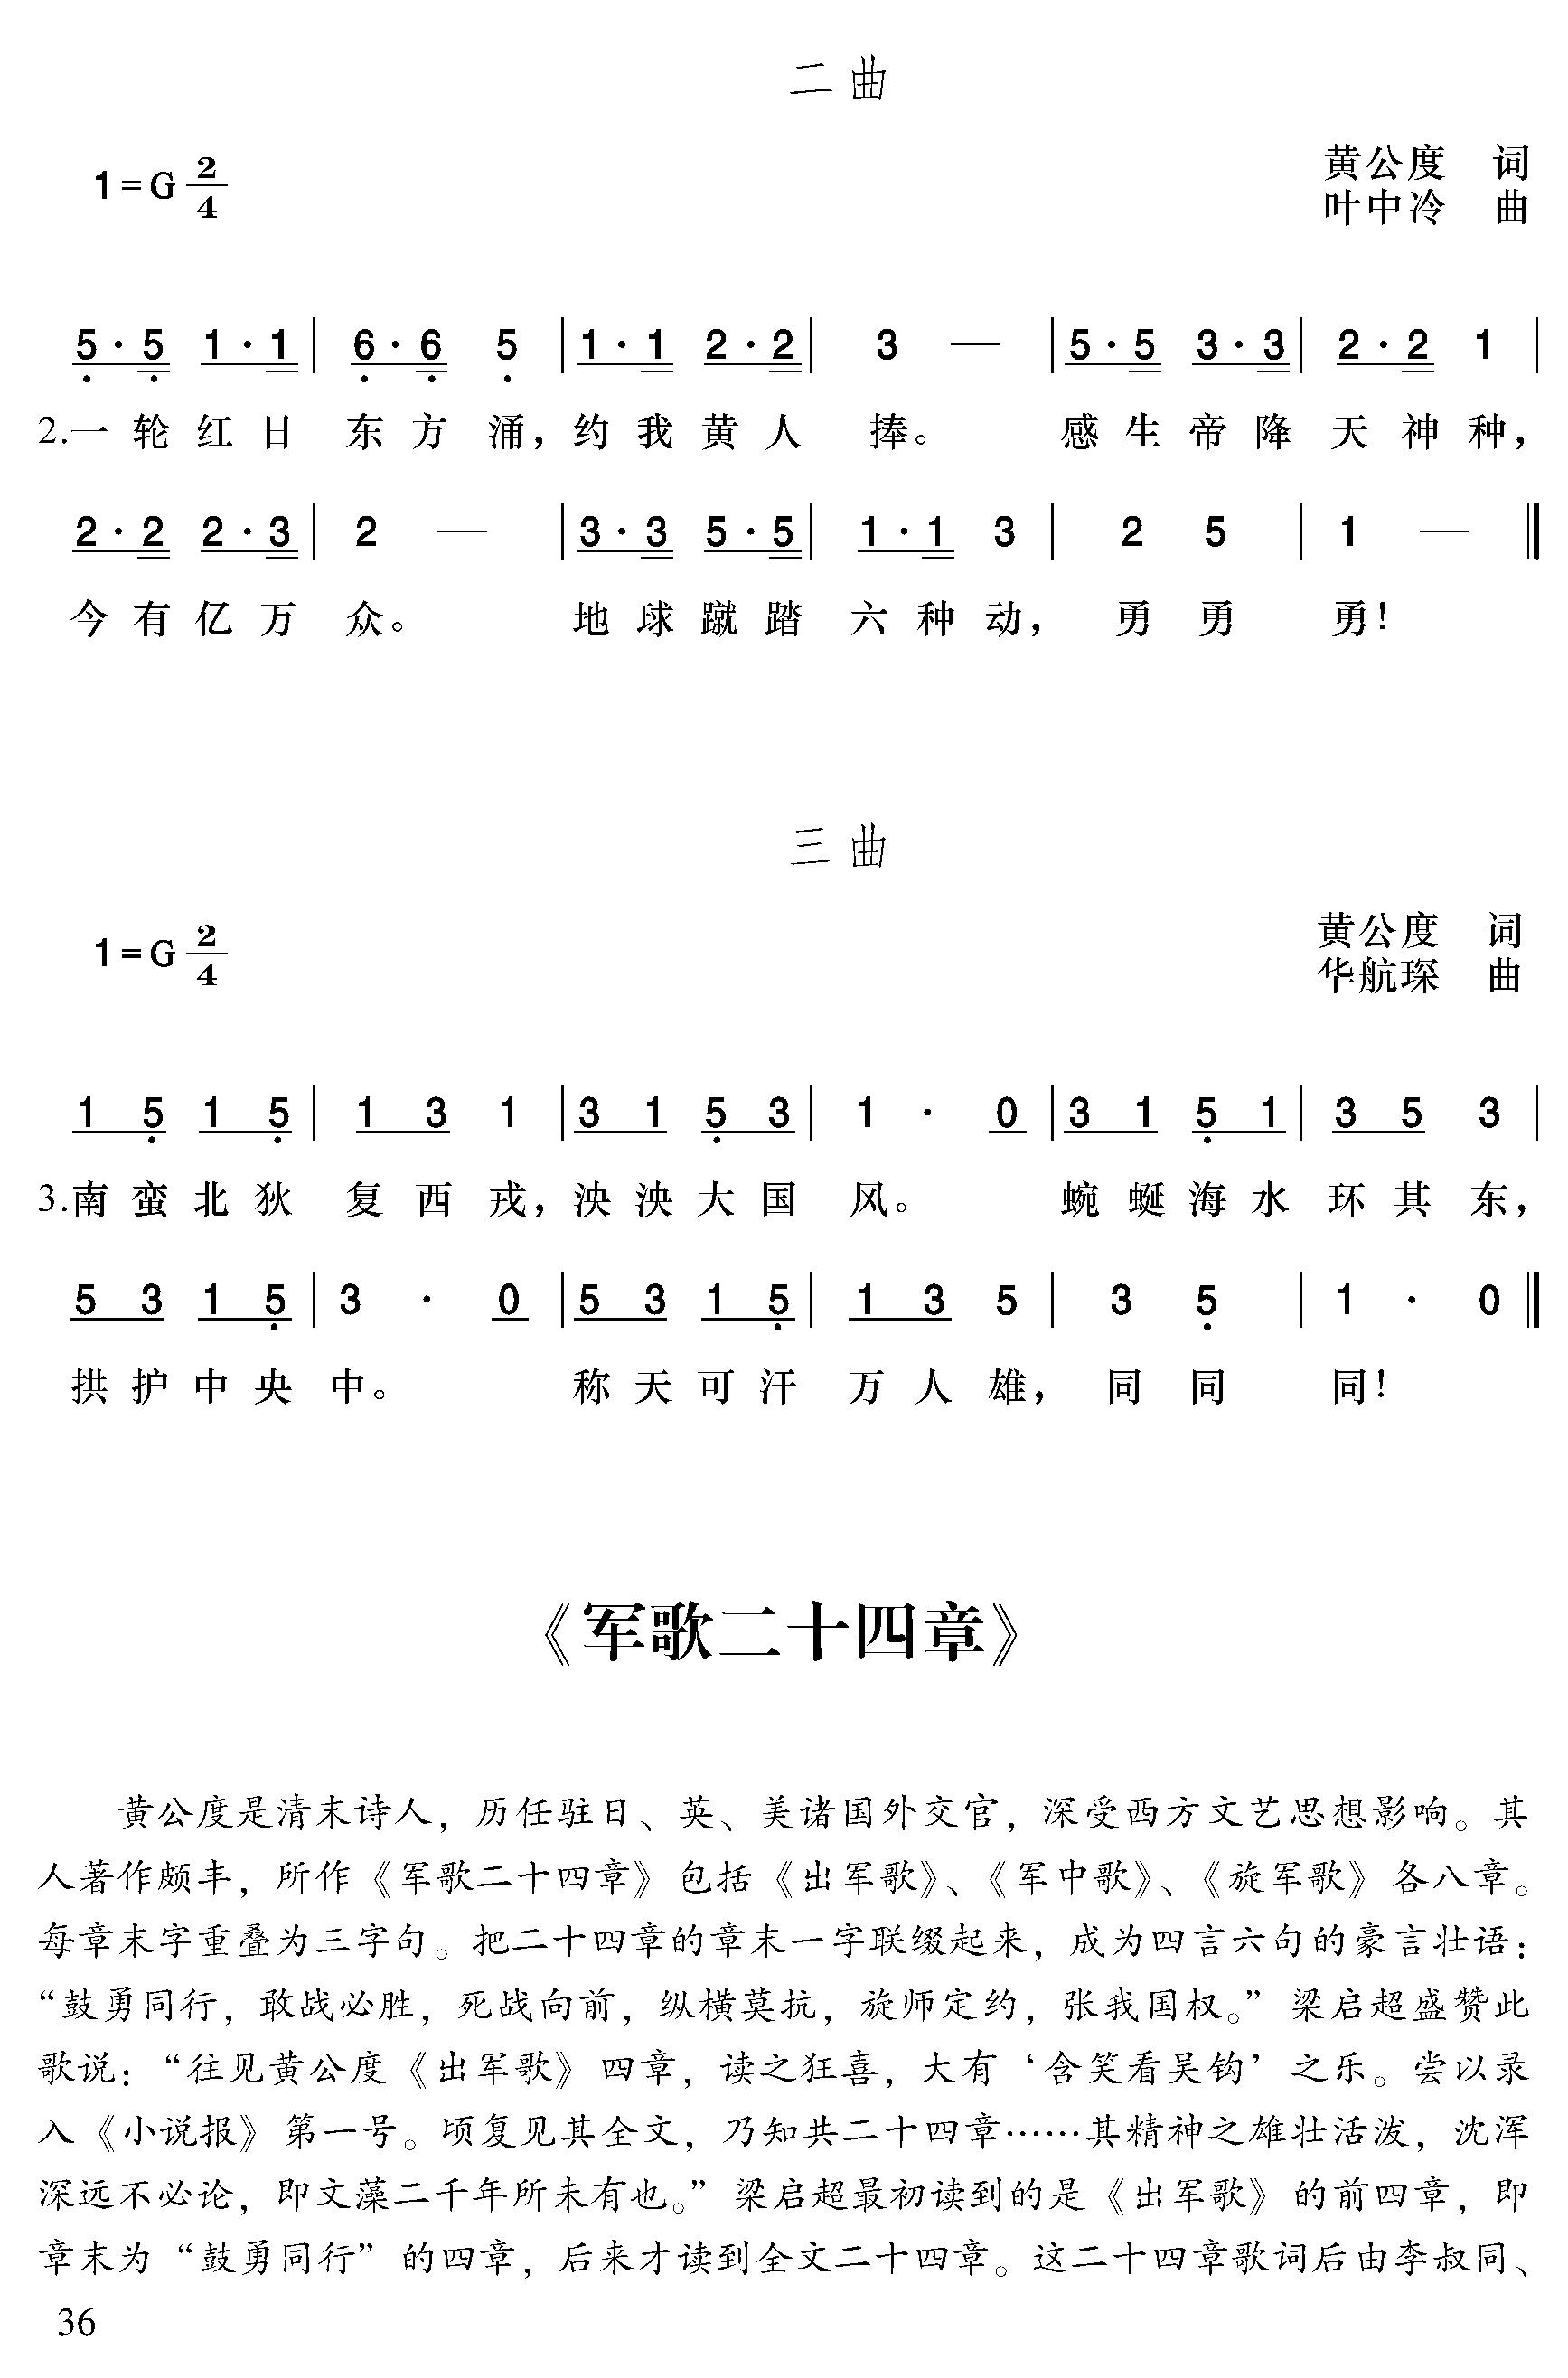 二曲
1=G 2/4
黄公度 词
叶中冷 曲
5·5 1·1 | 6·6 5 | 1·1 2·2 | 3 — | 5·5 3·3 | 2·2 1 |
2.一轮红日 东方涌，约我黄人 捧。 感生帝降 天神种，
2·2 2·3 | 2 — | 3·3 5·5 | 1·1 3 | 2 5 | 1 — ‖
今有亿万 众。 地球蹴踏 六种动， 勇 勇 勇！
三曲
1=G 2/4
黄公度 词
华航琛 曲
1 5 1 5 | 1 3 1 | 3 1 5 3 | 1 · 0 | 3 1 5 1 | 3 5 3 |
3.南蛮北狄 复西戎，泱泱大国 风。 蜿蜒海水 环其东，
5 3 1 5 | 3 · 0 | 5 3 1 5 | 1 3 5 | 3 5 | 1 · 0 ‖
拱护中央 中。 称天可汗 万人雄， 同 同 同！
《军歌二十四章》
黄公度是清末诗人，历任驻日、英、美诸国外交官，深受西方文艺思想影响。其
人著作颇丰，所作《军歌二十四章》包括《出军歌》、《军中歌》、《旋军歌》各八章。
每章末字重叠为三字句。把二十四章的章末一字联缀起来，成为四言六句的豪言壮语：
“鼓勇同行，敢战必胜，死战向前，纵横莫抗，旋师定约，张我国权。”梁启超盛赞此
歌说：“往见黄公度《出军歌》四章，读之狂喜，大有‘含笑看吴钩’之乐。尝以录
入《小说报》第一号。顷复见其全文，乃知共二十四章……其精神之雄壮活泼，沈浑
深远不必论，即文藻二千年所未有也。”梁启超最初读到的是《出军歌》的前四章，即
章末为“鼓勇同行”的四章，后来才读到全文二十四章。这二十四章歌词后由李叔同、
36